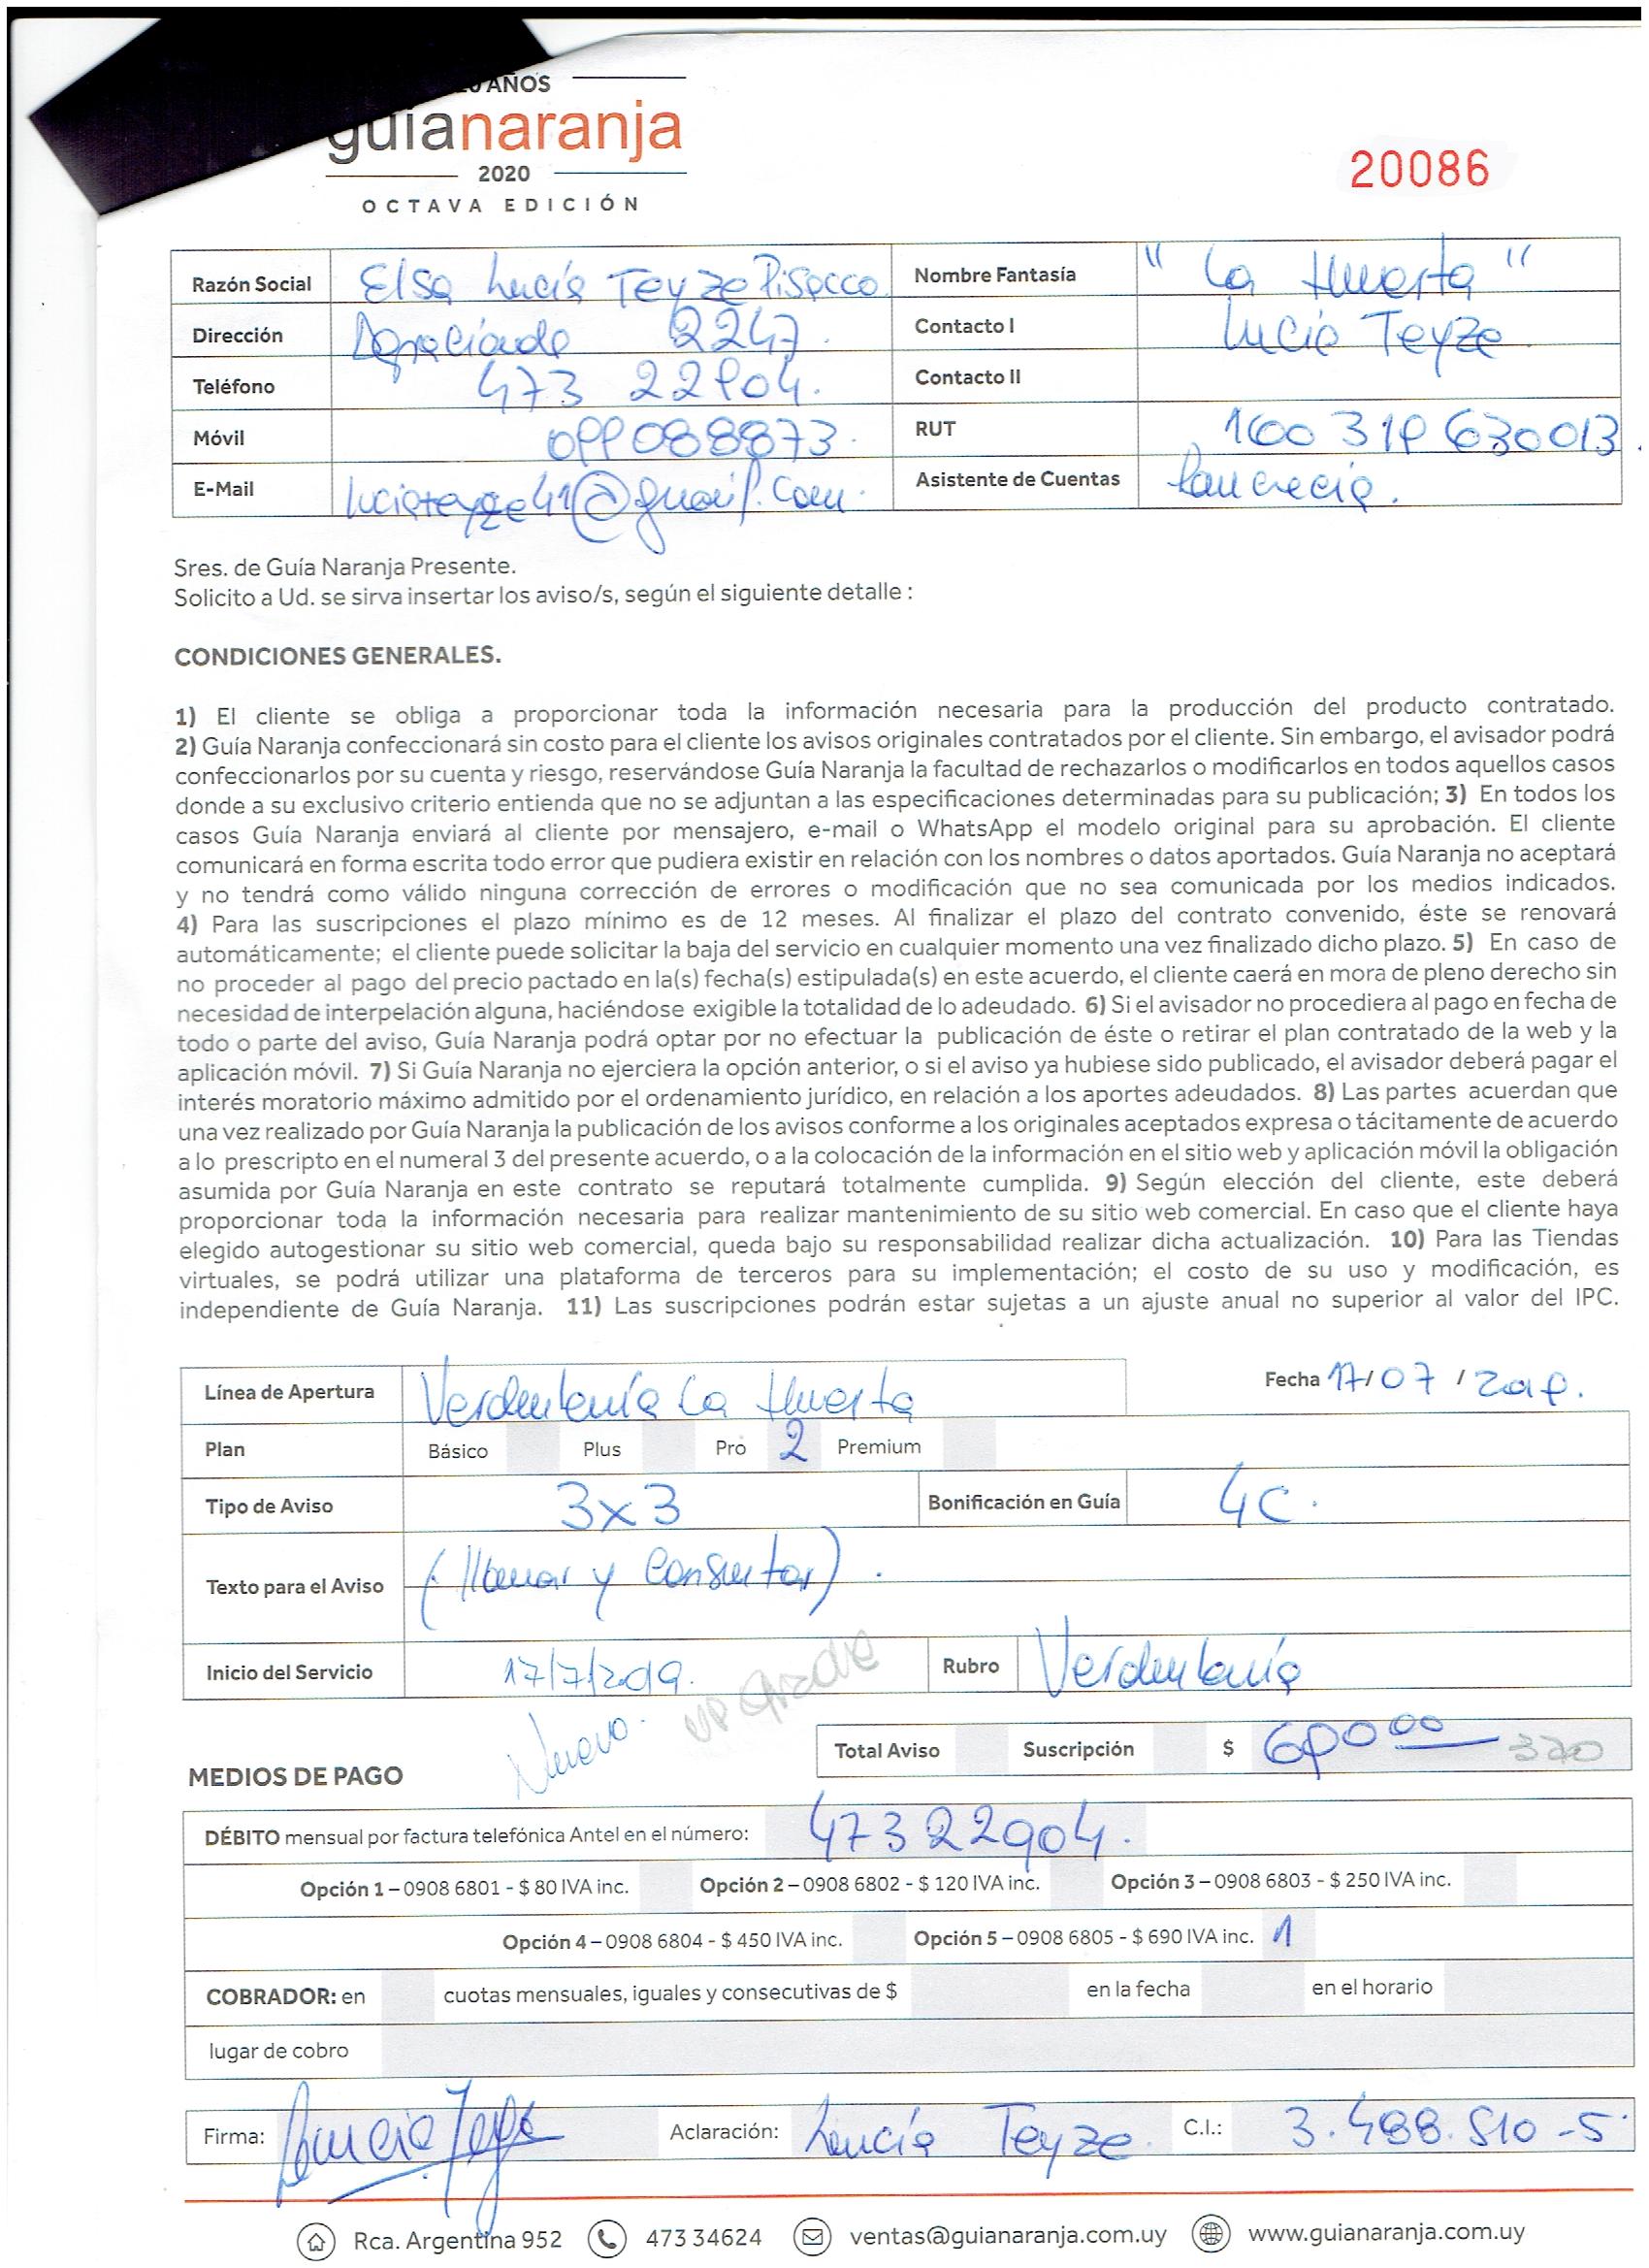 20 AÑOS
guíanaranja
2020
OCTAVA EDICIÓN
20086
Razón Social Elsa Lucía Teyze Pisacco Nombre Fantasía "La Huerta"
Dirección Agraciada 2247. Contacto I Lucía Teyze
Teléfono 473 22904. Contacto II
Móvil 099088873. RUT 1600319630013.
E-Mail luciateyze41@gmail.com. Asistente de Cuentas
Sres. de Guía Naranja Presente.
Solicito a Ud. se sirva insertar los aviso/s, según el siguiente detalle :
CONDICIONES GENERALES.
1) El cliente se obliga a proporcionar toda la información necesaria para la producción del producto contratado.
2) Guía Naranja confeccionará sin costo para el cliente los avisos originales contratados por el cliente. Sin embargo, el avisador podrá
confeccionarlos por su cuenta y riesgo, reservándose Guía Naranja la facultad de rechazarlos o modificarlos en todos aquellos casos
donde a su exclusivo criterio entienda que no se adjuntan a las especificaciones determinadas para su publicación; 3) En todos los
casos Guía Naranja enviará al cliente por mensajero, e-mail o WhatsApp el modelo original para su aprobación. El cliente
comunicará en forma escrita todo error que pudiera existir en relación con los nombres o datos aportados. Guía Naranja no aceptará
y no tendrá como válido ninguna corrección de errores o modificación que no sea comunicada por los medios indicados.
4) Para las suscripciones el plazo mínimo es de 12 meses. Al finalizar el plazo del contrato convenido, éste se renovará
automáticamente; el cliente puede solicitar la baja del servicio en cualquier momento una vez finalizado dicho plazo. 5) En caso de
no proceder al pago del precio pactado en la(s) fecha(s) estipulada(s) en este acuerdo, el cliente caerá en mora de pleno derecho sin
necesidad de interpelación alguna, haciéndose exigible la totalidad de lo adeudado. 6) Si el avisador no procediera al pago en fecha de
todo o parte del aviso, Guía Naranja podrá optar por no efectuar la publicación de éste o retirar el plan contratado de la web y la
aplicación móvil. 7) Si Guía Naranja no ejerciera la opción anterior, o si el aviso ya hubiese sido publicado, el avisador deberá pagar el
interés moratorio máximo admitido por el ordenamiento jurídico, en relación a los aportes adeudados. 8) Las partes acuerdan que
una vez realizado por Guía Naranja la publicación de los avisos conforme a los originales aceptados expresa o tácitamente de acuerdo
a lo prescripto en el numeral 3 del presente acuerdo, o a la colocación de la información en el sitio web y aplicación móvil la obligación
asumida por Guía Naranja en este contrato se reputará totalmente cumplida. 9) Según elección del cliente, este deberá
proporcionar toda la información necesaria para realizar mantenimiento de su sitio web comercial. En caso que el cliente haya
elegido autogestionar su sitio web comercial, queda bajo su responsabilidad realizar dicha actualización. 10) Para las Tiendas
virtuales, se podrá utilizar una plataforma de terceros para su implementación; el costo de su uso y modificación, es
independiente de Guía Naranja. 11) Las suscripciones podrán estar sujetas a un ajuste anual no superior al valor del IPC.
Línea de Apertura Verdulería La Huerta Fecha 17/07/2019.
Plan Básico Plus Pro 2 Premium
Tipo de Aviso 3x3 Bonificación en Guía 4C.
Texto para el Aviso (llamar y consultar).
Inicio del Servicio 17/7/2019. Rubro Verdulería
Nuevo. UPGRADE
Total Aviso Suscripción $ 690 00 320
MEDIOS DE PAGO
DÉBITO mensual por factura telefónica Antel en el número: 47322904.
Opción 1 – 0908 6801 - $ 80 IVA inc. Opción 2 – 0908 6802 - $ 120 IVA inc. Opción 3 – 0908 6803 - $ 250 IVA inc.
Opción 4 – 0908 6804 - $ 450 IVA inc. Opción 5 – 0908 6805 - $ 690 IVA inc. 1
COBRADOR: en cuotas mensuales, iguales y consecutivas de $ en la fecha en el horario
lugar de cobro
Firma: Lucía Teyze Aclaración: Lucía Teyze. C.I.: 3.488.510-5
Rca. Argentina 952 473 34624 ventas@guianaranja.com.uy www.guianaranja.com.uy